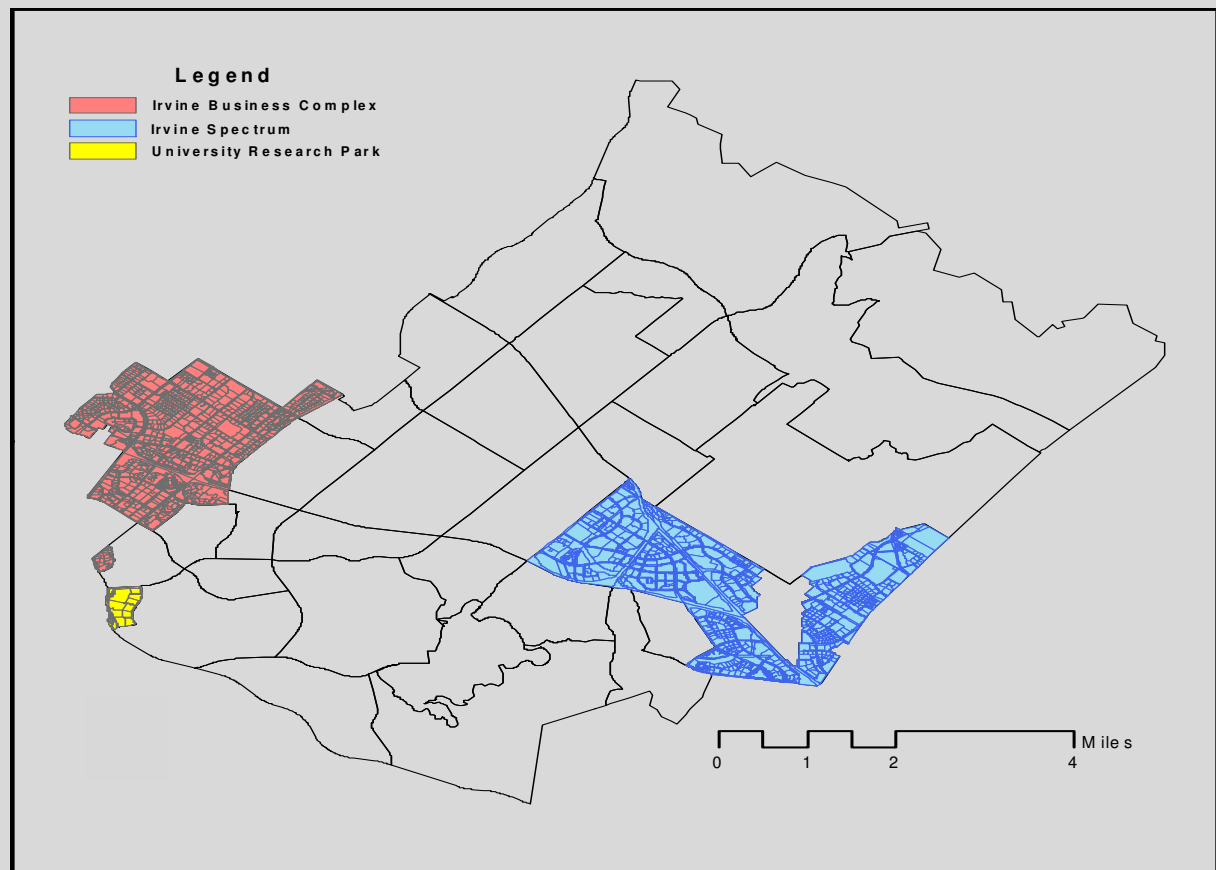 Legend
Irvine Business Complex
Irvine Spectrum
University Research Park
Miles
0 1 2 4